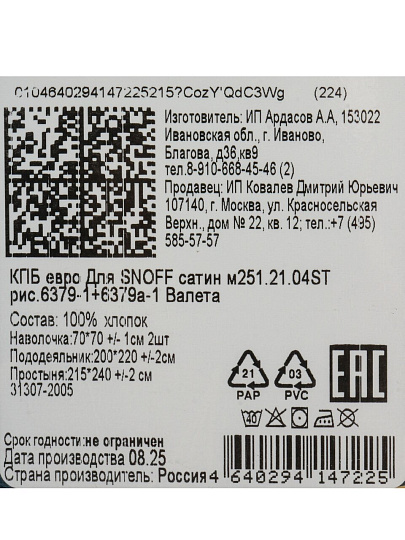 0104640294147225215?CozY'QdC3Wg (224)
Изготовитель: ИП Ардасов А.А, 153022
Ивановская обл., г. Иваново,
Благова, д36,кв9
тел.8-910-668-45-46 (2)
Продавец: ИП Ковалев Дмитрий Юрьевич
107140, г. Москва, ул. Красносельская
Верхн., дом № 22, кв. 12; тел.:+7 (495)
585-57-57
КПБ евро Для SNOFF сатин м251.21.04ST
рис.6379-1+6379а-1 Валета
Состав: 100% хлопок
Наволочка:70*70 +/- 1см 2шт
Пододеяльник:200*220 +/-2см
Простыня:215*240 +/-2 см
31307-2005
21
PAP
03
PVC
EAC
40
Срок годности:не ограничен
Дата производства 08.25
Страна производитель: Россия
4 640294 147225